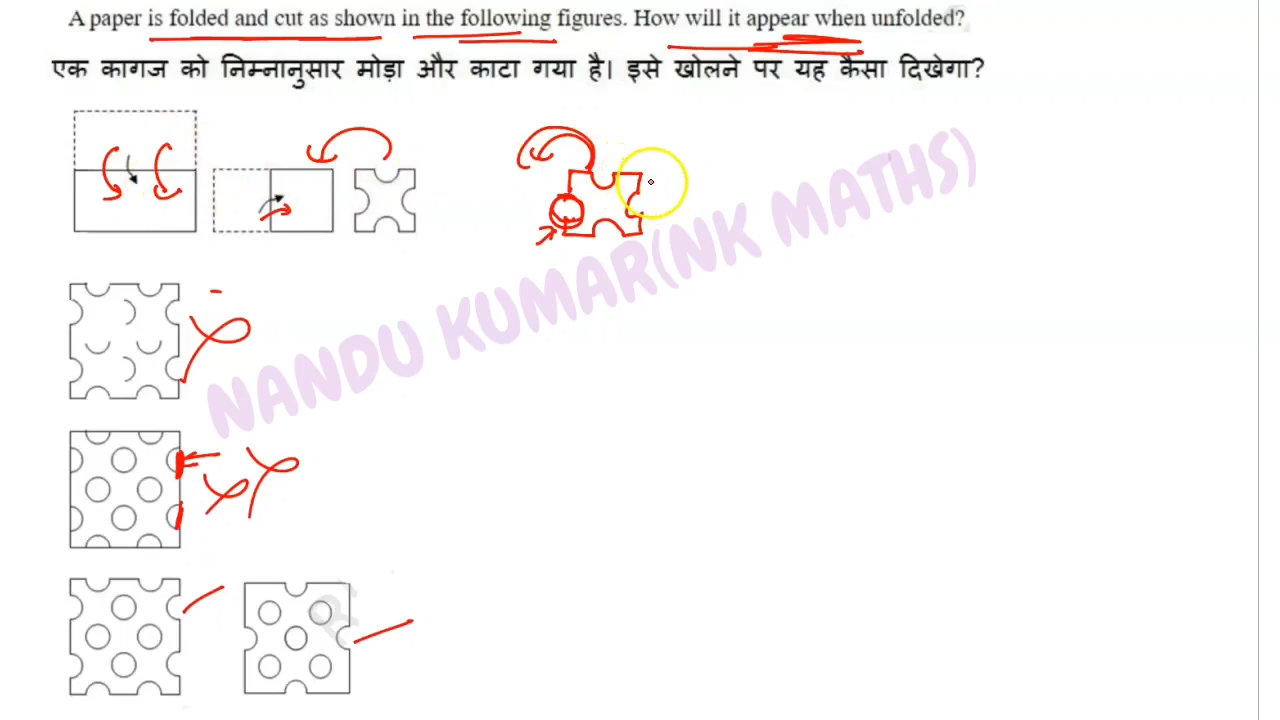 A paper is folded and cut as shown in the following figures. How will it appear when unfolded?
एक कागज को निम्नानुसार मोड़ा और काटा गया है। इसे खोलने पर यह कैसा दिखेगा?
NANDU KUMAR(NK MATHS)